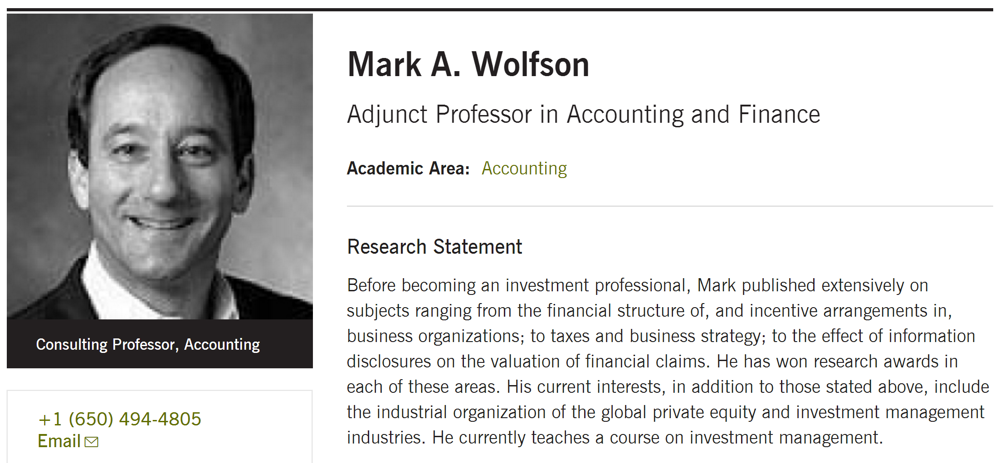 Mark A. Wolfson
Adjunct Professor in Accounting and Finance
Academic Area: Accounting
Research Statement
Before becoming an investment professional, Mark published extensively on
subjects ranging from the financial structure of, and incentive arrangements in,
business organizations; to taxes and business strategy; to the effect of information
disclosures on the valuation of financial claims. He has won research awards in
each of these areas. His current interests, in addition to those stated above, include
the industrial organization of the global private equity and investment management
industries. He currently teaches a course on investment management.
Consulting Professor, Accounting
+1 (650) 494-4805
Email